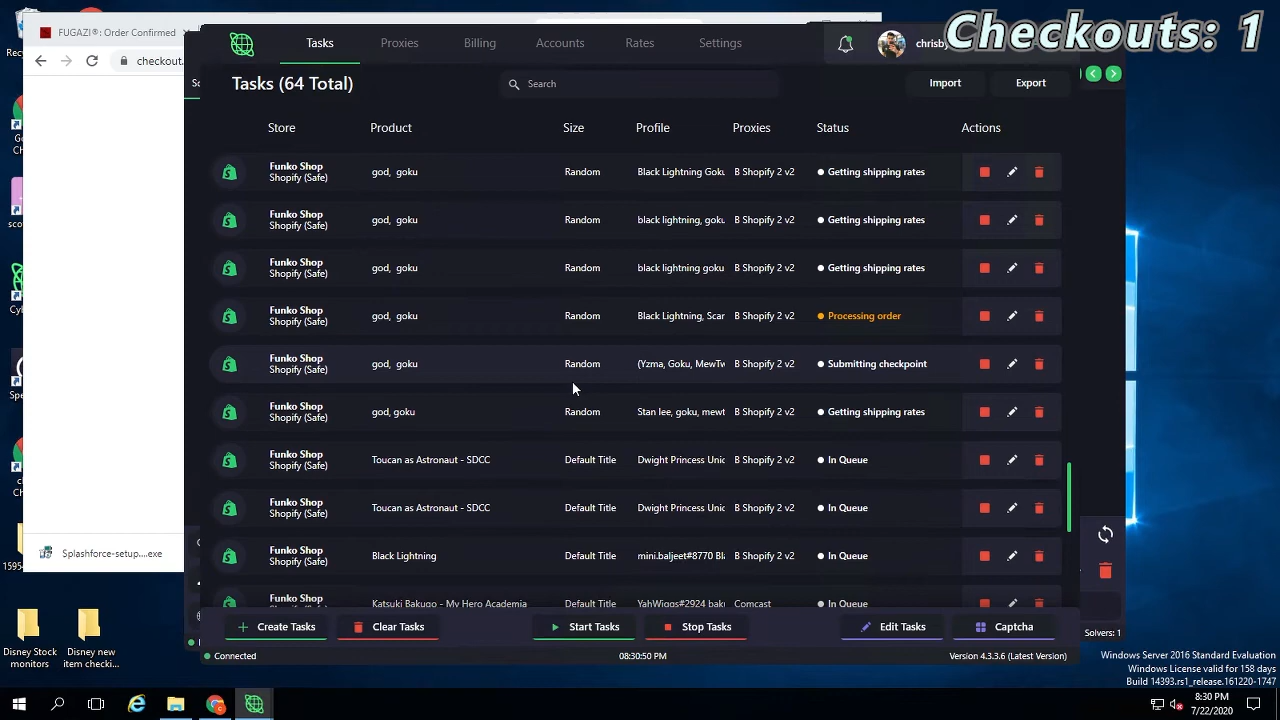 Checkouts: 1
FUGAZI®: Order Confirmed
checkout.
Tasks Proxies Billing Accounts Rates Settings
Tasks (64 Total) Search Import Export
Store Product Size Profile Proxies Status Actions
Funko Shop
Shopify (Safe) god, goku Random Black Lightning Goku B Shopify 2 v2 Getting shipping rates
Funko Shop
Shopify (Safe) god, goku Random black lightning, goku B Shopify 2 v2 Getting shipping rates
Funko Shop
Shopify (Safe) god, goku Random black lightning goku B Shopify 2 v2 Getting shipping rates
Funko Shop
Shopify (Safe) god, goku Random Black Lightning, Scar B Shopify 2 v2 Processing order
Funko Shop
Shopify (Safe) god, goku Random (Yzma, Goku, MewTw B Shopify 2 v2 Submitting checkpoint
Funko Shop
Shopify (Safe) god,goku Random Stan lee, goku, mewt B Shopify 2 v2 Getting shipping rates
Funko Shop
Shopify (Safe) Toucan as Astronaut - SDCC Default Title Dwight Princess Unic B Shopify 2 v2 In Queue
Funko Shop
Shopify (Safe) Toucan as Astronaut - SDCC Default Title Dwight Princess Unic B Shopify 2 v2 In Queue
Funko Shop
Shopify (Safe) Black Lightning Default Title mini.baljeet#8770 Bl B Shopify 2 v2 In Queue
Funko Shop
Katsuki Bakugo - My Hero Academia Default Title YahWiggs#2924 baku Comcast In Queue
Create Tasks Clear Tasks Start Tasks Stop Tasks Edit Tasks Captcha
Connected 08:30:50 PM Version 4.3.3.6 (Latest Version)
Solvers: 1
Splashforce-setup....exe
Disney Stock
monitors
Disney new
item checki...
Windows Server 2016 Standard Evaluation
Windows License valid for 158 days
Build 14393.rs1_release.161220-1747
8:30 PM
7/22/2020